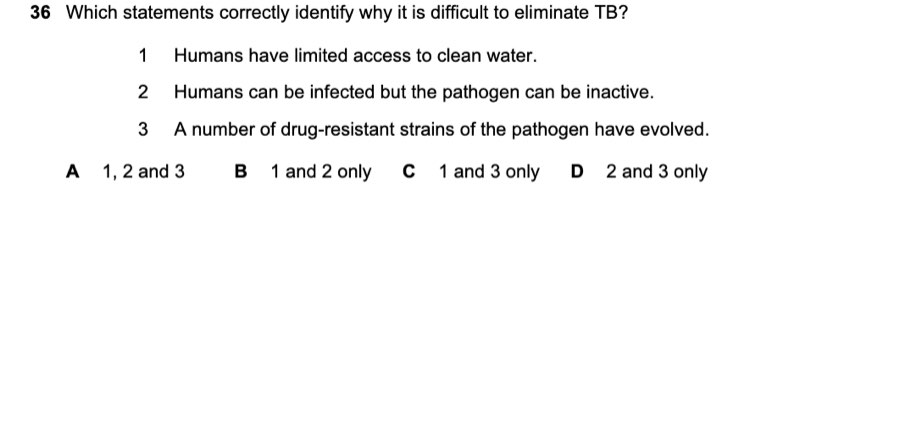 36 Which statements correctly identify why it is difficult to eliminate TB?
1 Humans have limited access to clean water.
2 Humans can be infected but the pathogen can be inactive.
3 A number of drug-resistant strains of the pathogen have evolved.
A 1, 2 and 3 B 1 and 2 only C 1 and 3 only D 2 and 3 only